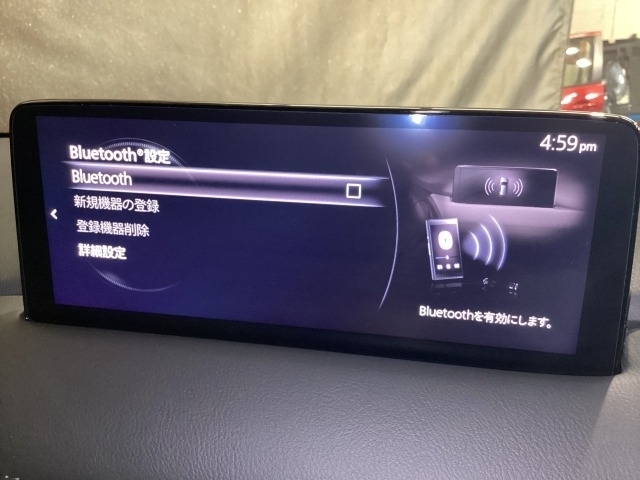 4:59 pm
Bluetooth®設定
Bluetooth
新規機器の登録
登録機器削除
詳細設定
Bluetoothを有効にします。